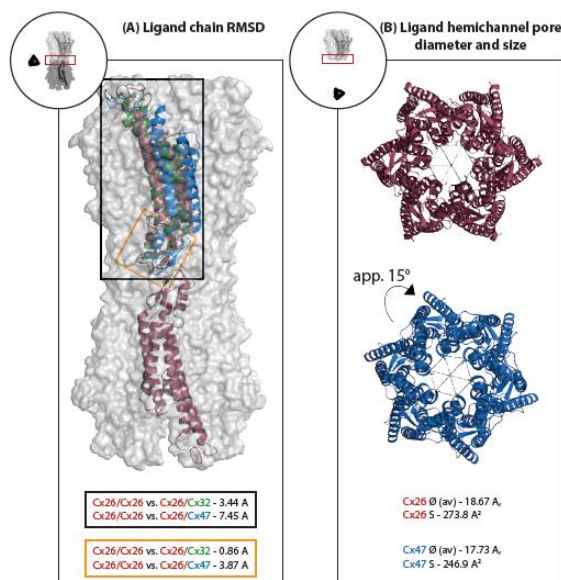 (A) Ligand chain RMSD
(B) Ligand hemichannel pore
diameter and size
app. 15°
Cx26/Cx26 vs. Cx26/Cx32 - 3.44 A
Cx26/Cx26 vs. Cx26/Cx47 - 7.45 A
Cx26/Cx26 vs. Cx26/Cx32 - 0.86 A
Cx26/Cx26 vs. Cx26/Cx47 - 3.87 A
Cx26 Ø (av) - 18.67 A,
Cx26 S - 273.8 A²
Cx47 Ø (av) - 17.73 A,
Cx47 S - 246.9 A²